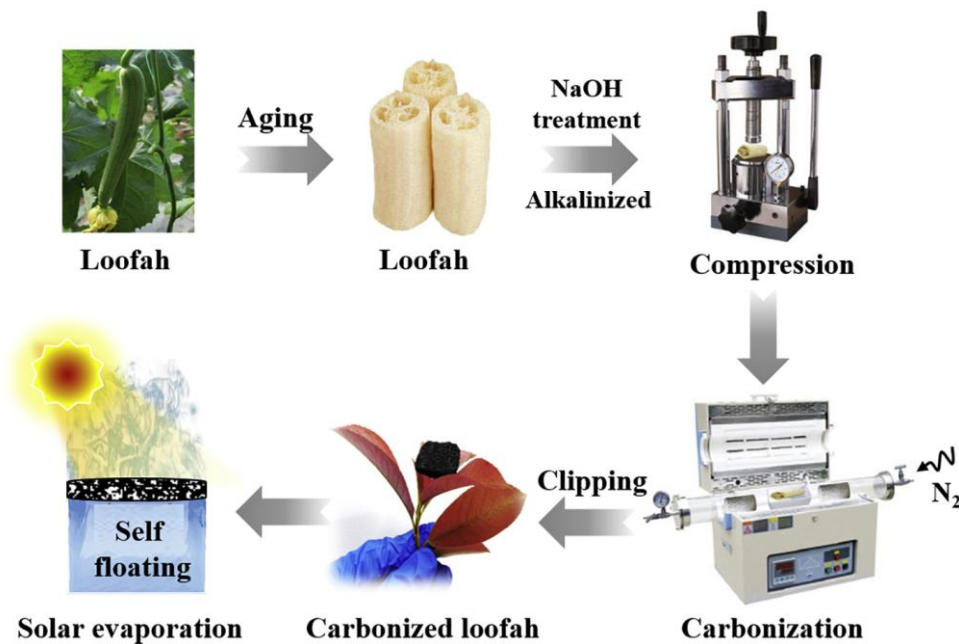 Aging
NaOH
treatment
Alkalinized
Loofah
Loofah
Compression
Clipping
N2
Self
floating
Solar evaporation
Carbonized loofah
Carbonization